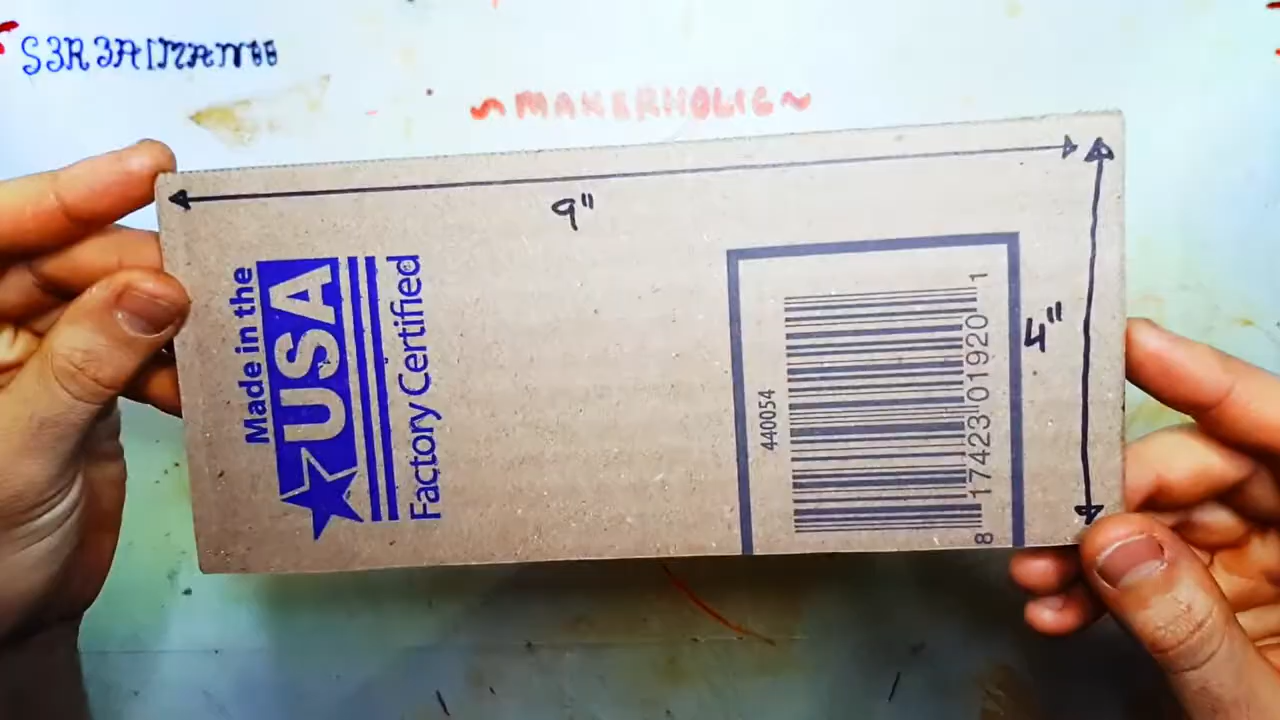 ~MAKERHOLIC~
9"
4"
Made in the
USA
Factory Certified
440054
8 17423 01920 1